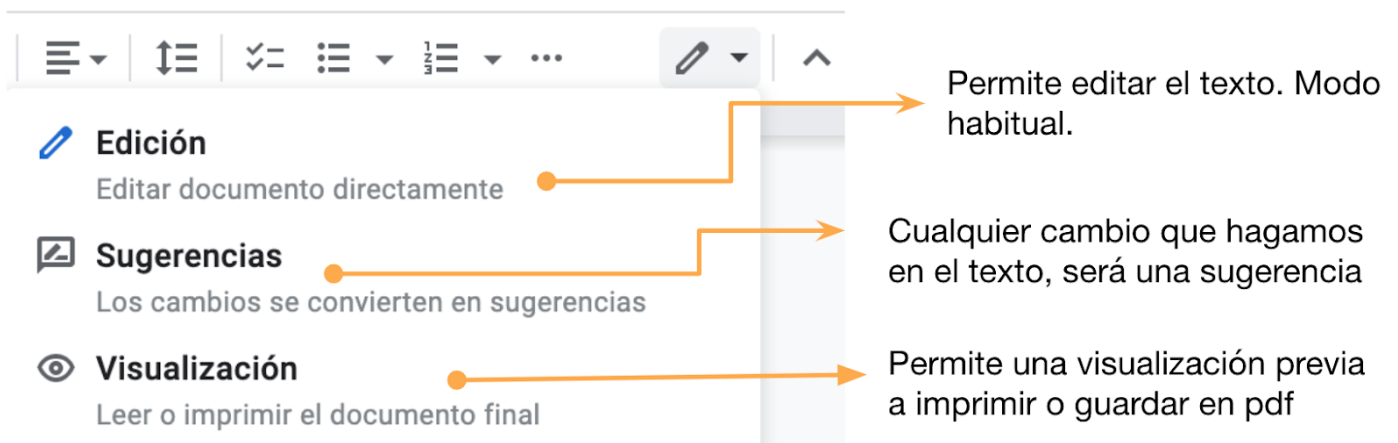 Edición
Editar documento directamente
Sugerencias
Los cambios se convierten en sugerencias
Visualización
Leer o imprimir el documento final
Permite editar el texto. Modo
habitual.
Cualquier cambio que hagamos
en el texto, será una sugerencia
Permite una visualización previa
a imprimir o guardar en pdf